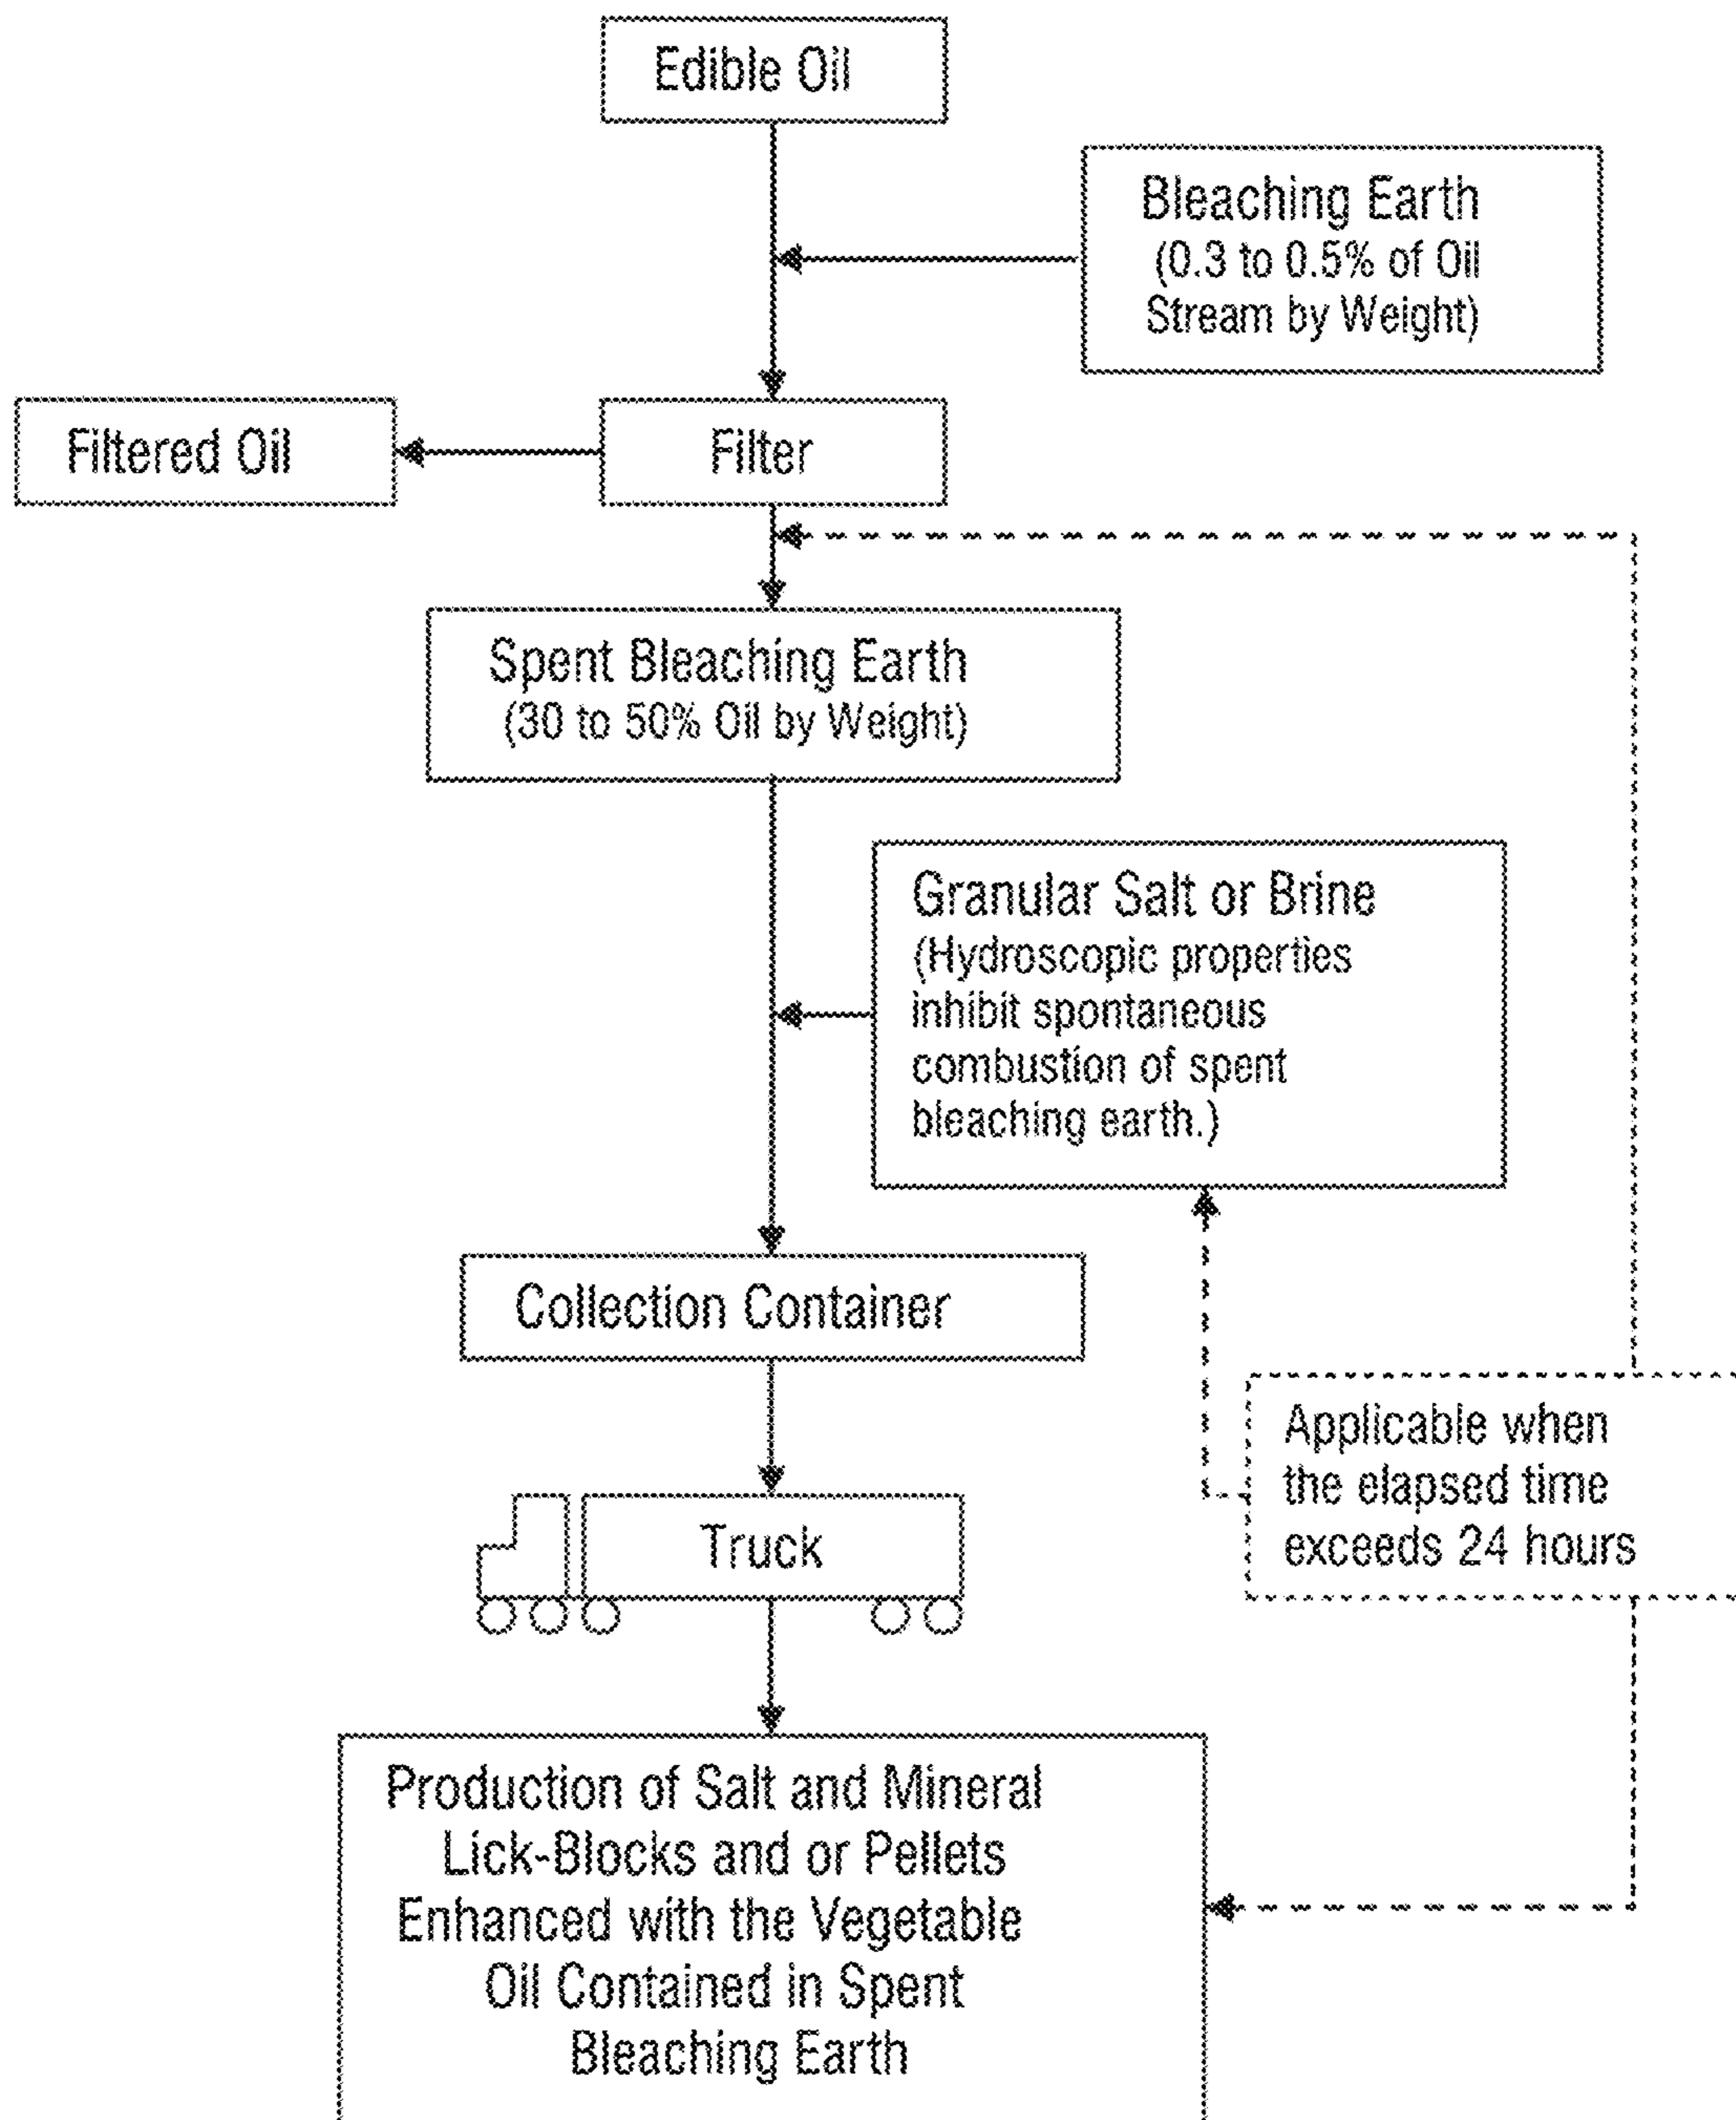 Edible Oil
Bleaching Earth
(0.3 to 0.5% of Oil
Stream by Weight)
Filtered Oil
Filter
Spent Bleaching Earth
(30 to 50% Oil by Weight)
Granular Salt or Brine
(Hydroscopic properties
inhibit spontaneous
combustion of spent
bleaching earth.)
Collection Container
Applicable when
the elapsed time
exceeds 24 hours
Truck
Production of Salt and Mineral
Lick-Blocks and or Pellets
Enhanced with the Vegetable
Oil Contained in Spent
Bleaching Earth